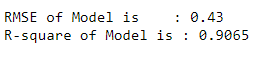 RMSE of Model is    : 0.43
R-square of Model is : 0.9065